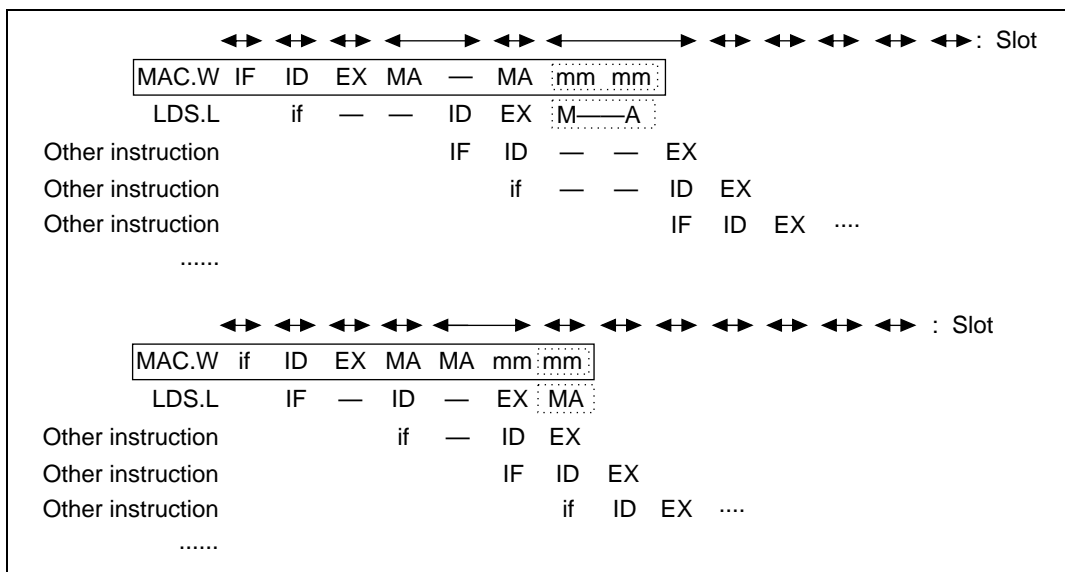 : Slot
MAC.W IF ID EX MA — MA mm mm
LDS.L if — — ID EX M——A
Other instruction IF ID — — EX
Other instruction if — — ID EX
Other instruction IF ID EX ....
......
: Slot
MAC.W if ID EX MA MA mm mm
LDS.L IF — ID — EX MA
Other instruction if — ID EX
Other instruction IF ID EX
Other instruction if ID EX ....
......